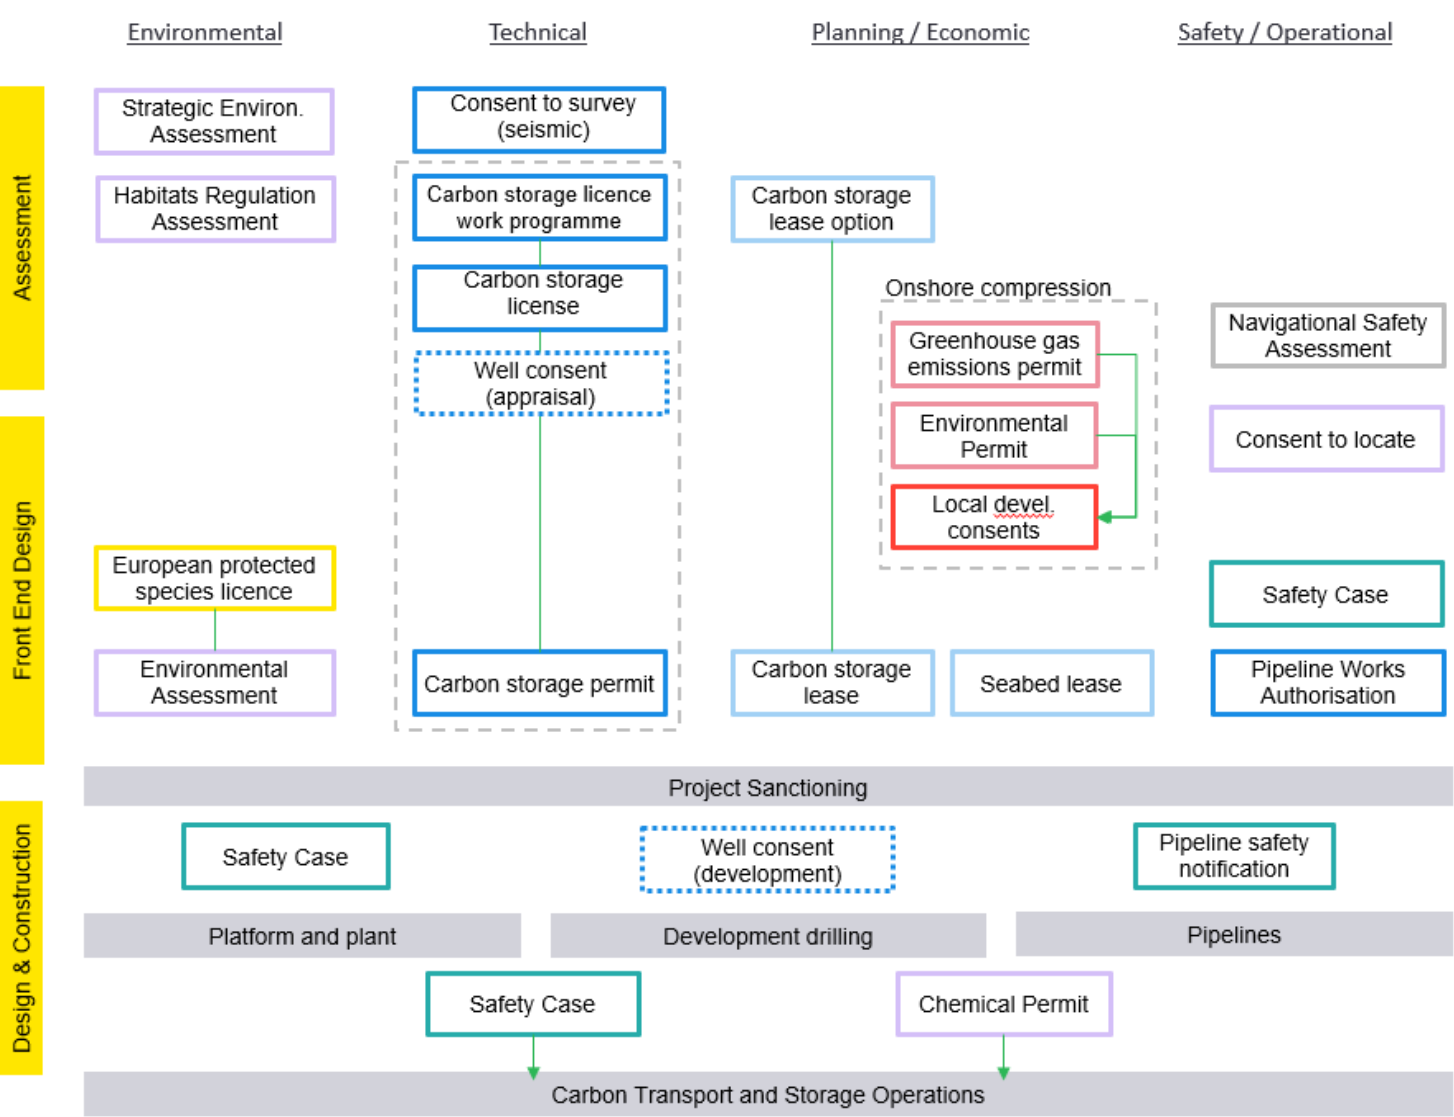 Environmental
Technical
Planning / Economic
Safety / Operational
Assessment
Strategic Environ.
Assessment
Consent to survey
(seismic)
Habitats Regulation
Assessment
Carbon storage licence
work programme
Carbon storage
lease option
Carbon storage
license
Onshore compression
Greenhouse gas
emissions permit
Navigational Safety
Assessment
Well consent
(appraisal)
Front End Design
Environmental
Permit
Consent to locate
Local devel.
consents
European protected
species licence
Safety Case
Environmental
Assessment
Carbon storage permit
Carbon storage
lease
Seabed lease
Pipeline Works
Authorisation
Project Sanctioning
Design & Construction
Safety Case
Well consent
(development)
Pipeline safety
notification
Platform and plant
Development drilling
Pipelines
Safety Case
Chemical Permit
Carbon Transport and Storage Operations